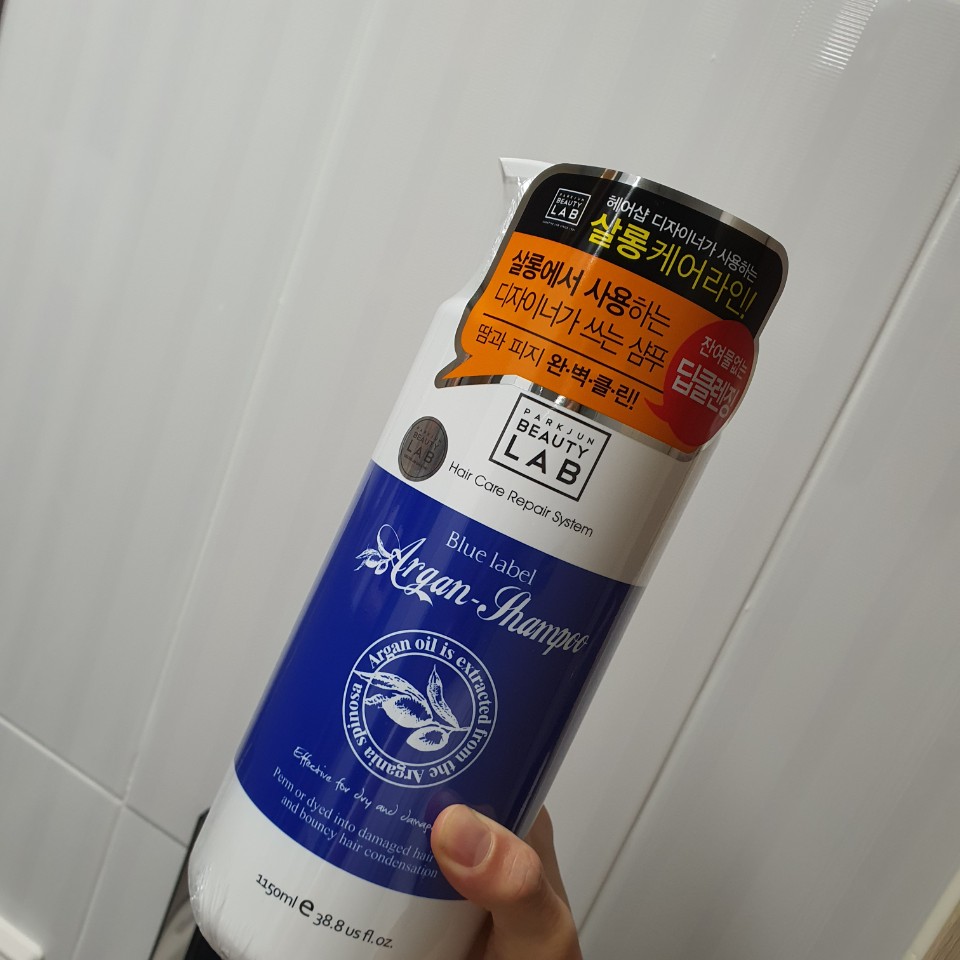 PARKJUN
BEAUTY
LAB
헤어샵 디자이너가 사용하는
살롱케어라인!
살롱에서 사용하는
디자이너가 쓰는 샴푸
땀과 피지 완·벽·클·린!
잔여물없는
딥클렌징
PARKJUN
BEAUTY
LAB
PARKJUN
BEAUTY
LAB
Hair Care Repair System
Blue label
Argan-Shampoo
Argan oil is extracted from the Argania spinosa
Effective for dry and
Perm or dyed into damaged hair
and bouncy hair condensation
1150ml e 38.8 us fl.oz.